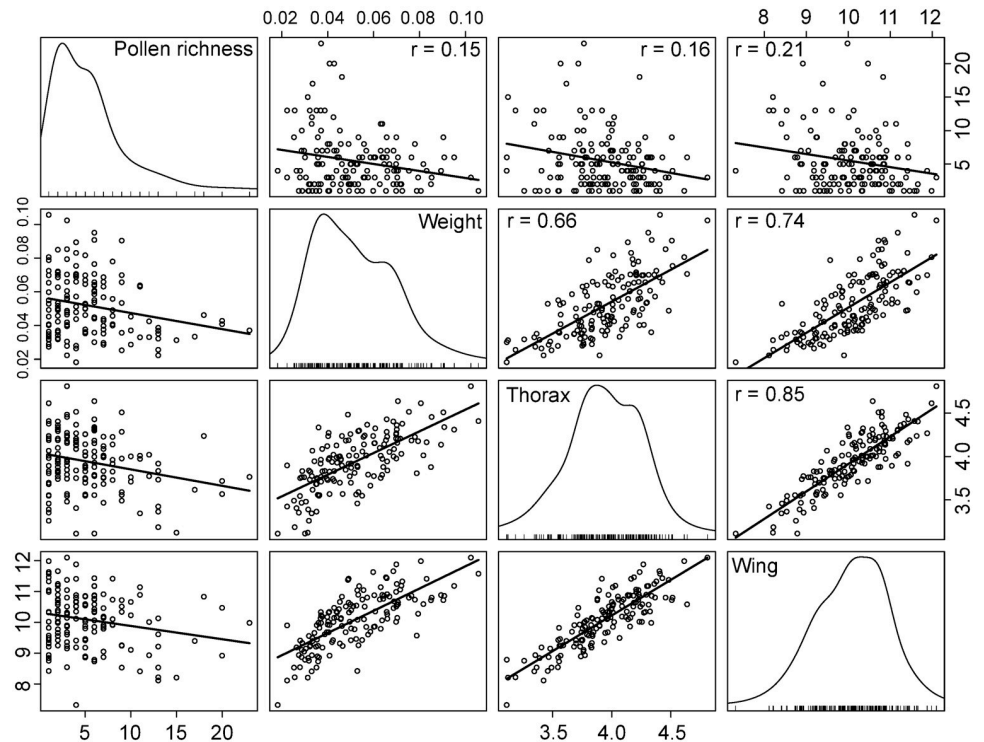 0.02 0.04 0.06 0.08 0.10 8 9 10 11 12
Pollen richness r = 0.15 r = 0.16 r = 0.21
5 10 15 20
0.02 0.04 0.06 0.08 0.10
Weight r = 0.66 r = 0.74
Thorax r = 0.85
3.5 4.0 4.5
8 9 10 11 12
Wing
5 10 15 20 3.5 4.0 4.5